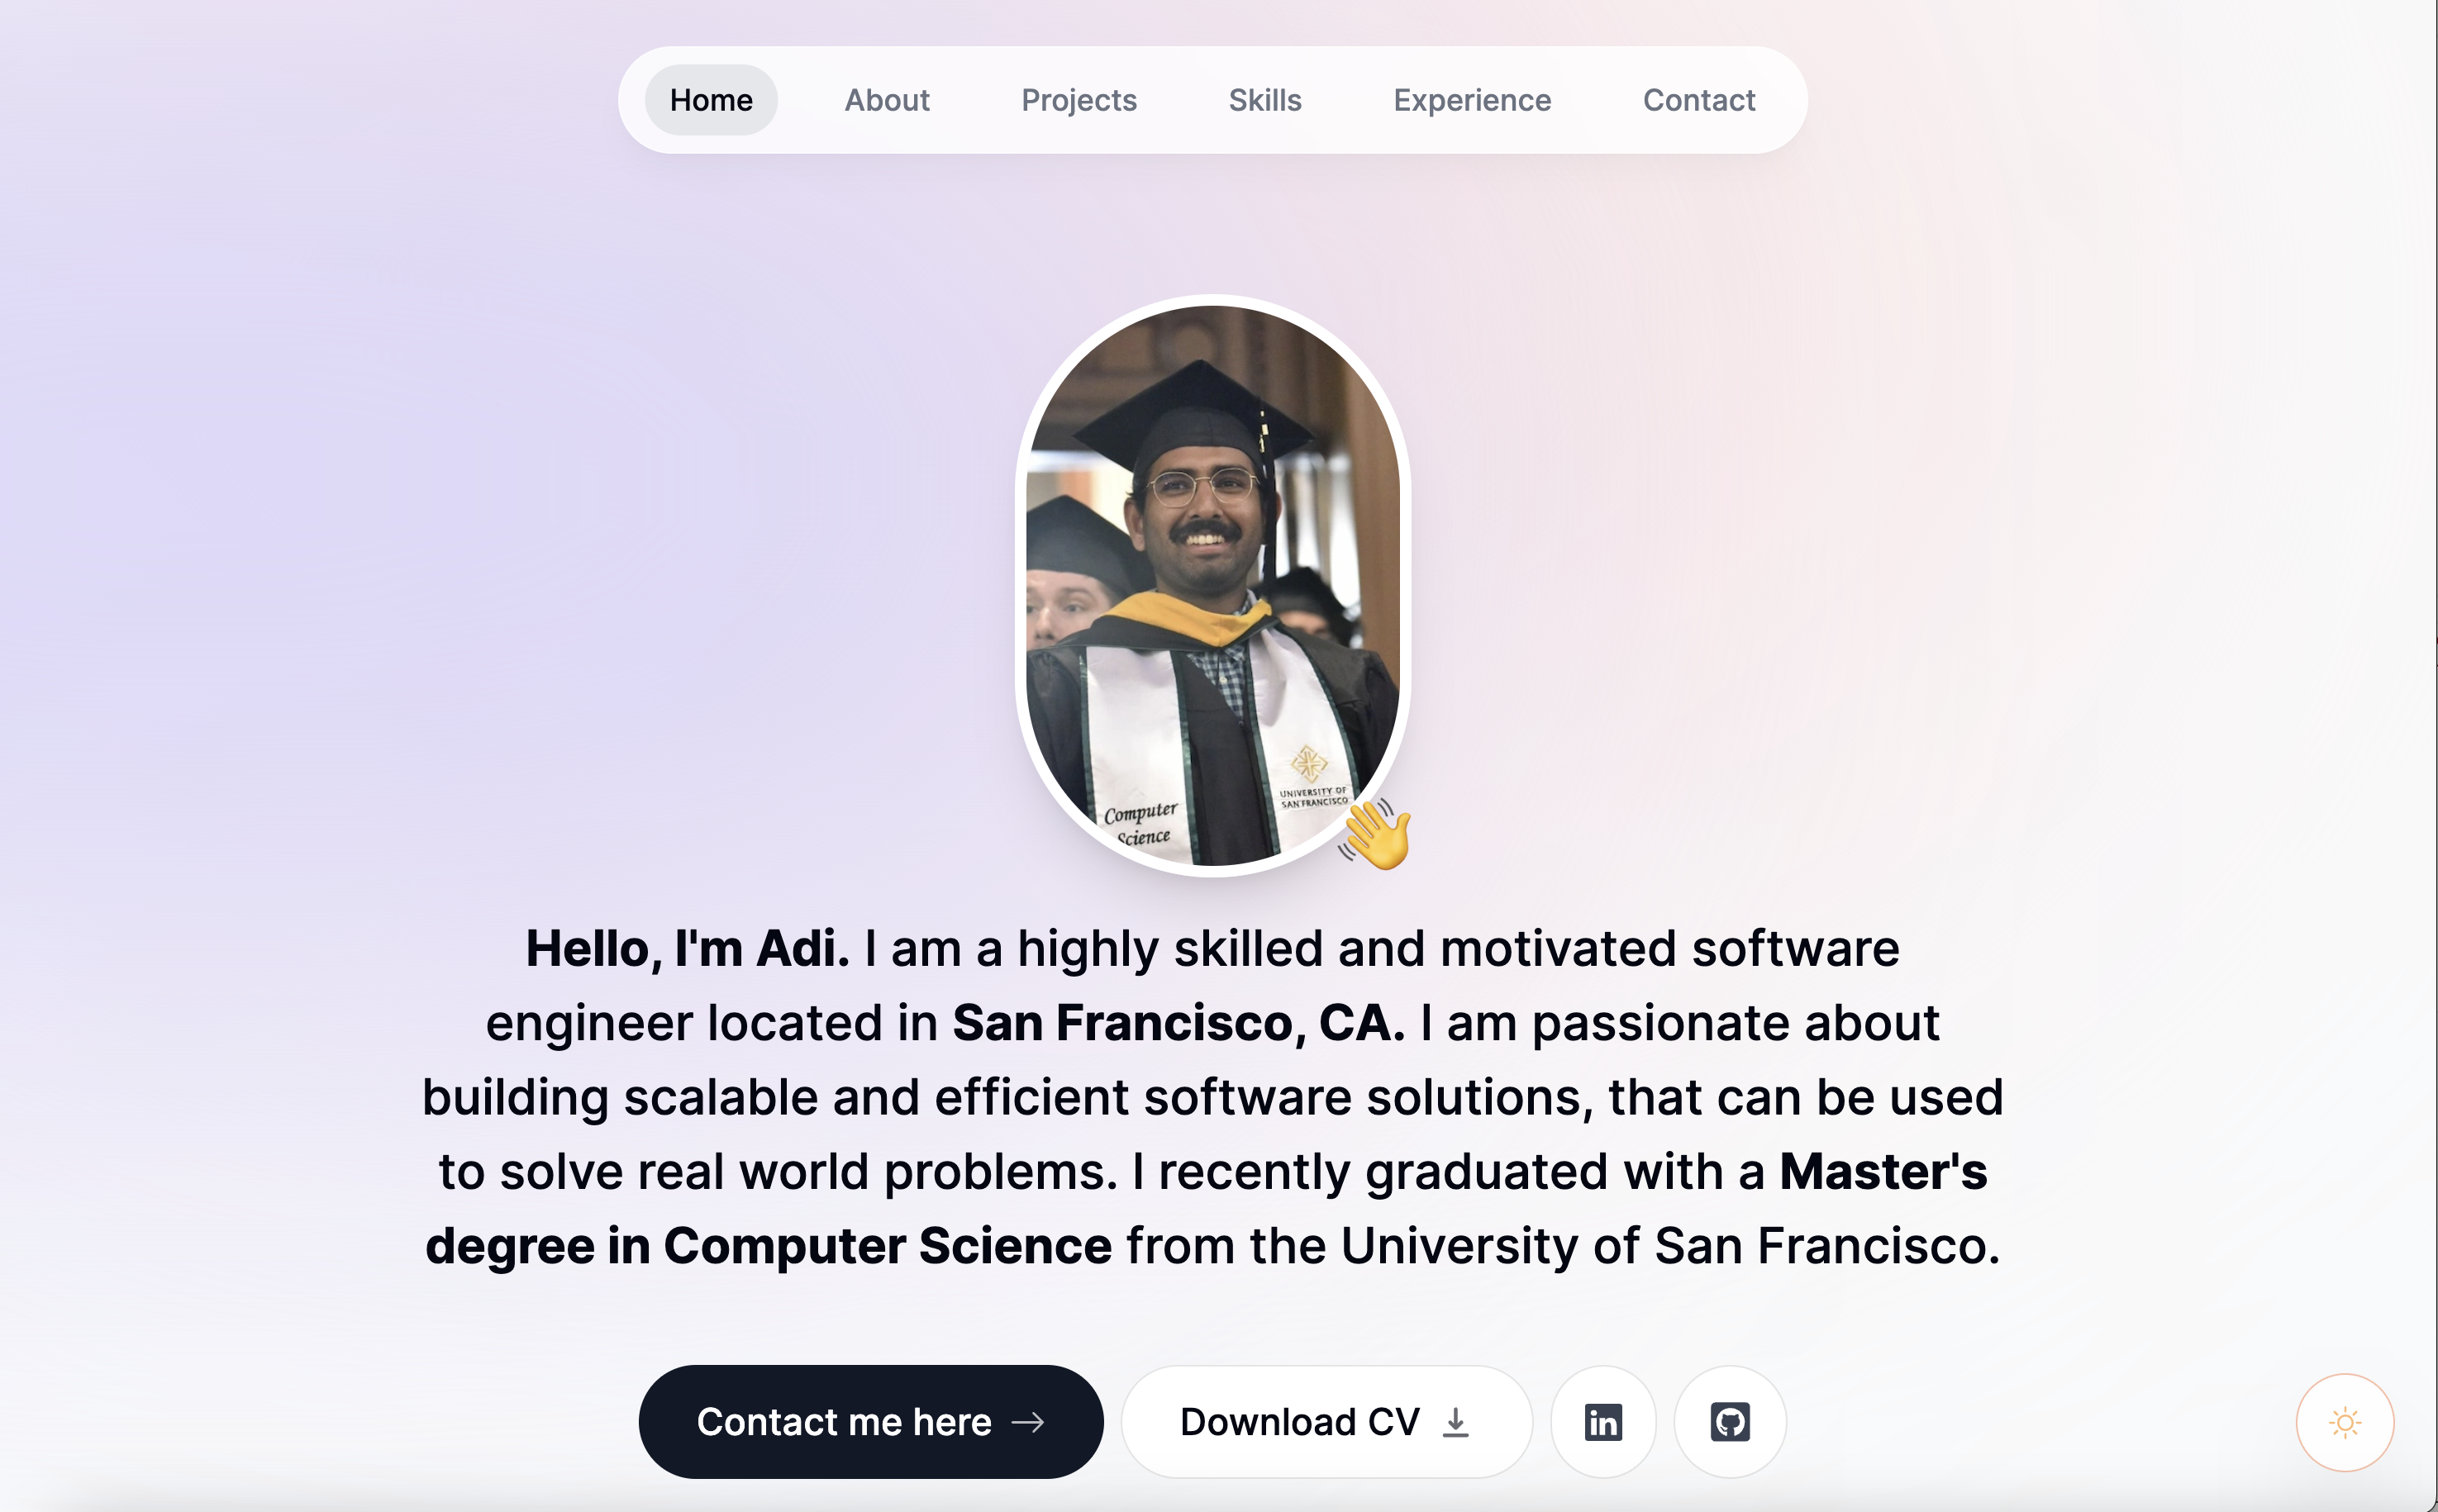 Home About Projects Skills Experience Contact
Computer
Science
UNIVERSITY OF
SAN FRANCISCO
Hello, I'm Adi. I am a highly skilled and motivated software
engineer located in San Francisco, CA. I am passionate about
building scalable and efficient software solutions, that can be used
to solve real world problems. I recently graduated with a Master's
degree in Computer Science from the University of San Francisco.
Contact me here Download CV in